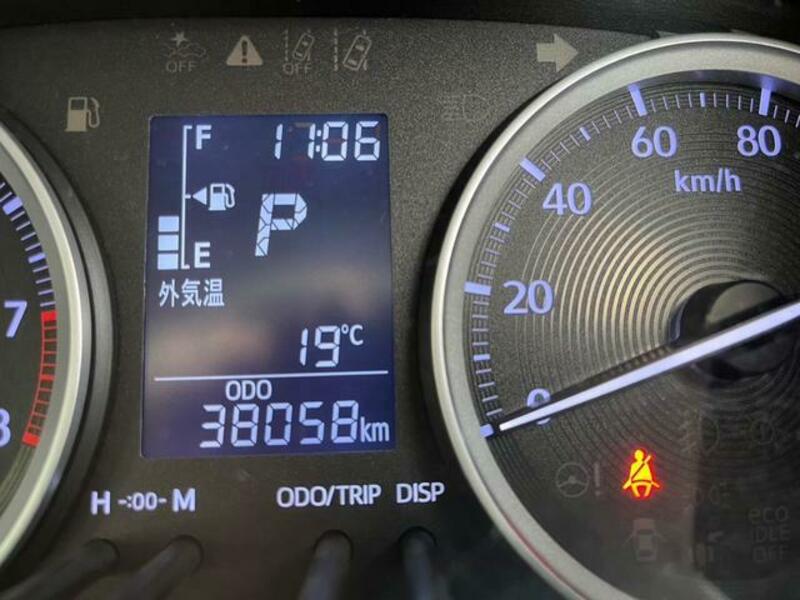 OFF
OFF
F 11:06
P
E
外気温
19°C
ODO
38058km
H -:00- M
ODO/TRIP DISP
7
8
0
20
40
60
80
km/h
eco
IDLE
OFF